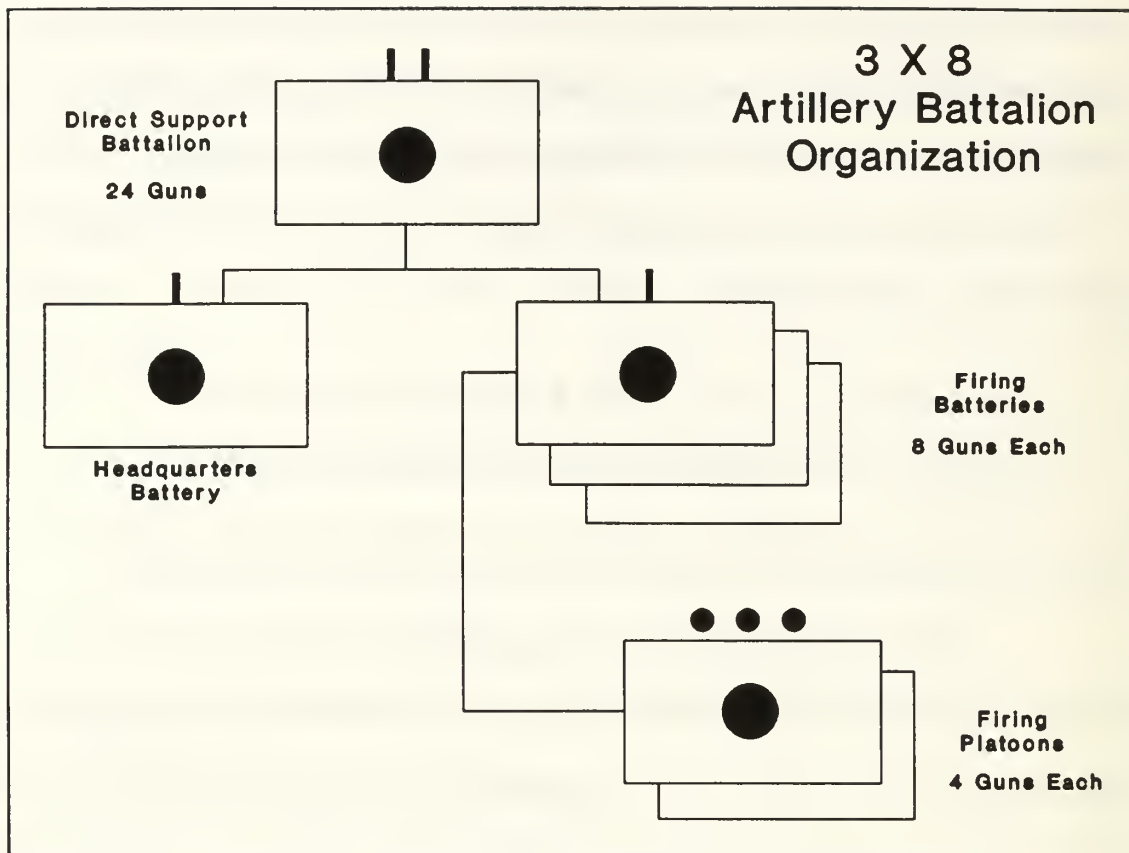 3 X 8
Artillery Battalion
Organization
Direct Support
Battalion
24 Guns
Headquarters
Battery
Firing
Batteries
8 Guns Each
Firing
Platoons
4 Guns Each